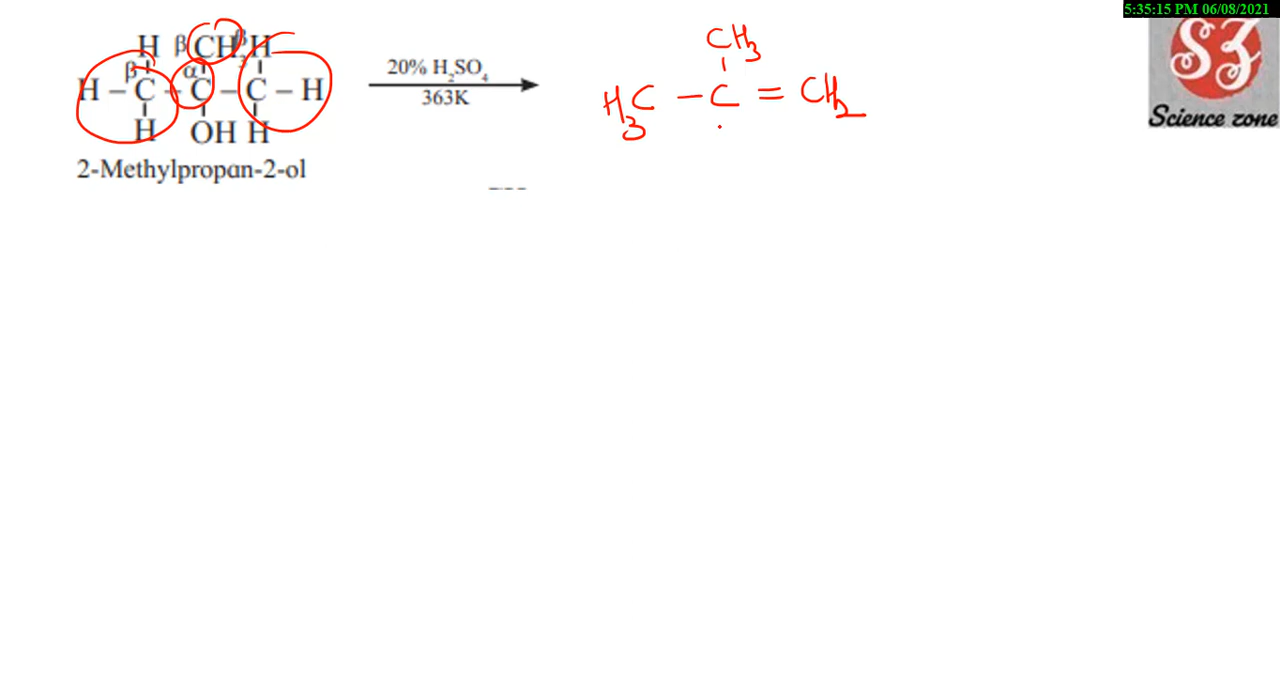 5:35:15 PM 06/08/2021
SZ
Science zone
H β CH₃ H
H – C – C – C – H
β α β
H OH H
2-Methylpropan-2-ol
20% H₂SO₄
363K
CH₃
H₃C – C = CH₂